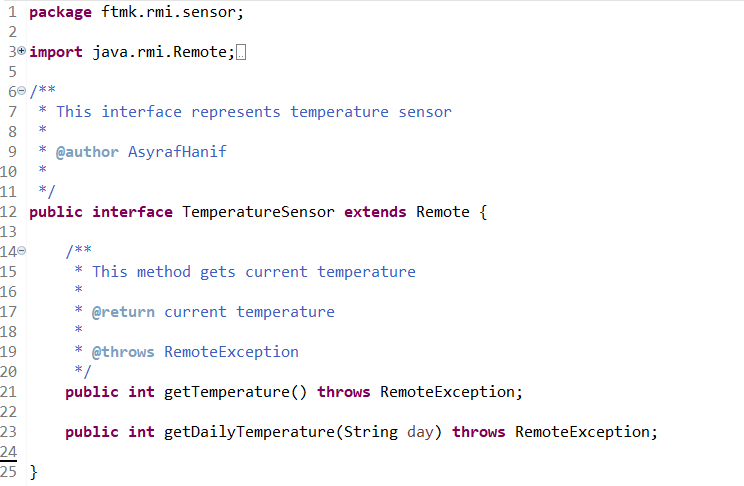 1 package ftmk.rmi.sensor;
2
3 import java.rmi.Remote;
5
6 /**
7 * This interface represents temperature sensor
8 *
9 * @author AsyrafHanif
10 *
11 */
12 public interface TemperatureSensor extends Remote {
13
14 /**
15 * This method gets current temperature
16 *
17 * @return current temperature
18 *
19 * @throws RemoteException
20 */
21 public int getTemperature() throws RemoteException;
22
23 public int getDailyTemperature(String day) throws RemoteException;
24
25 }